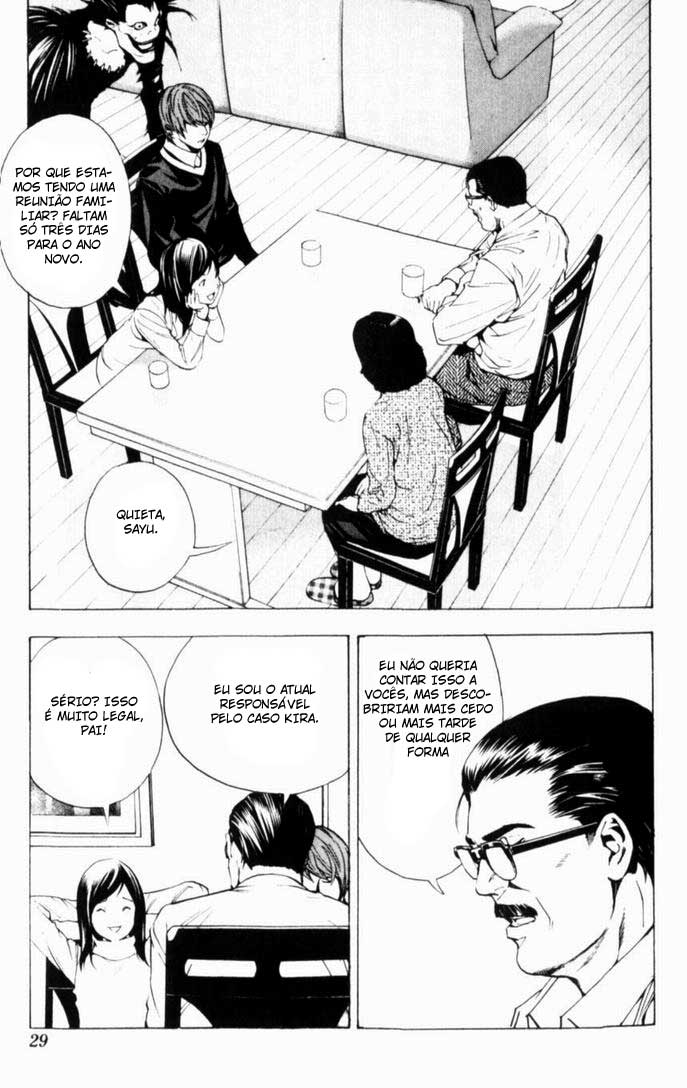 POR QUE ESTA-
MOS TENDO UMA
REUNIÃO FAMI-
LIAR? FALTAM
SÓ TRÊS DIAS
PARA O ANO
NOVO.
QUIETA,
SAYU.
EU NÃO QUERIA
CONTAR ISSO A
VOCÊS, MAS DESCO-
BRIRIAM MAIS CEDO
OU MAIS TARDE
DE QUALQUER
FORMA
EU SOU O ATUAL
RESPONSÁVEL
PELO CASO KIRA.
SÉRIO? ISSO
É MUITO LEGAL,
PAI!
29